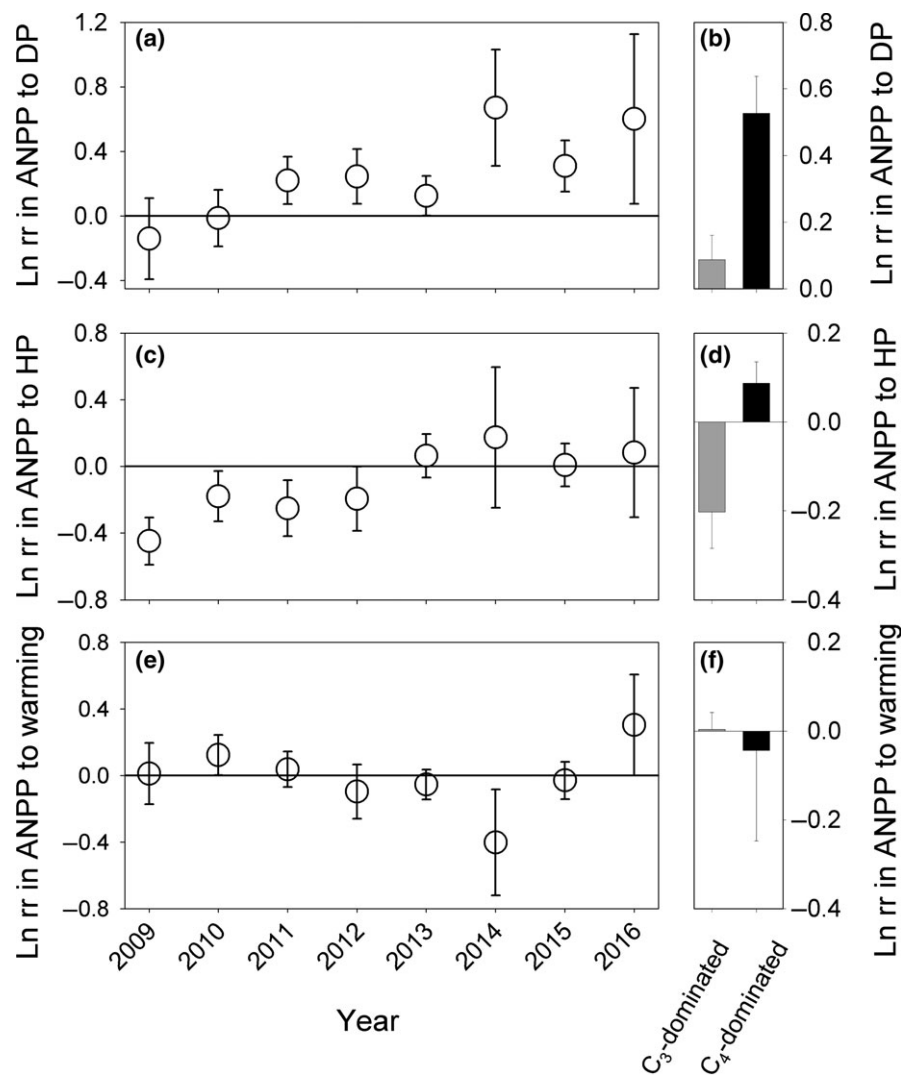 Ln rr in ANPP to DP
1.2
0.8
0.4
0.0
–0.4
(a)
(b)
0.8
0.6
0.4
0.2
0.0
Ln rr in ANPP to DP
Ln rr in ANPP to HP
0.8
0.4
0.0
–0.4
–0.8
(c)
(d)
0.2
0.0
–0.2
–0.4
Ln rr in ANPP to HP
Ln rr in ANPP to warming
0.8
0.4
0.0
–0.4
–0.8
(e)
(f)
0.2
0.0
–0.2
–0.4
Ln rr in ANPP to warming
2009
2010
2011
2012
2013
2014
2015
2016
Year
C₃-dominated
C₄-dominated